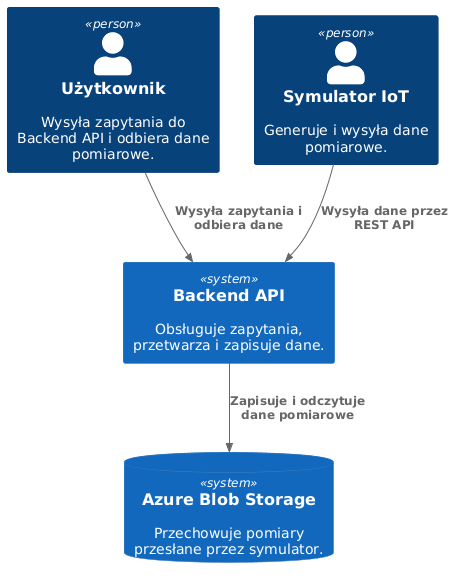 «person»
Użytkownik
Wysyła zapytania do
Backend API i odbiera dane
pomiarowe.
«person»
Symulator IoT
Generuje i wysyła dane
pomiarowe.
Wysyła zapytania i
odbiera dane
Wysyła dane przez
REST API
«system»
Backend API
Obsługuje zapytania,
przetwarza i zapisuje dane.
Zapisuje i odczytuje
dane pomiarowe
«system»
Azure Blob Storage
Przechowuje pomiary
przesłane przez symulator.